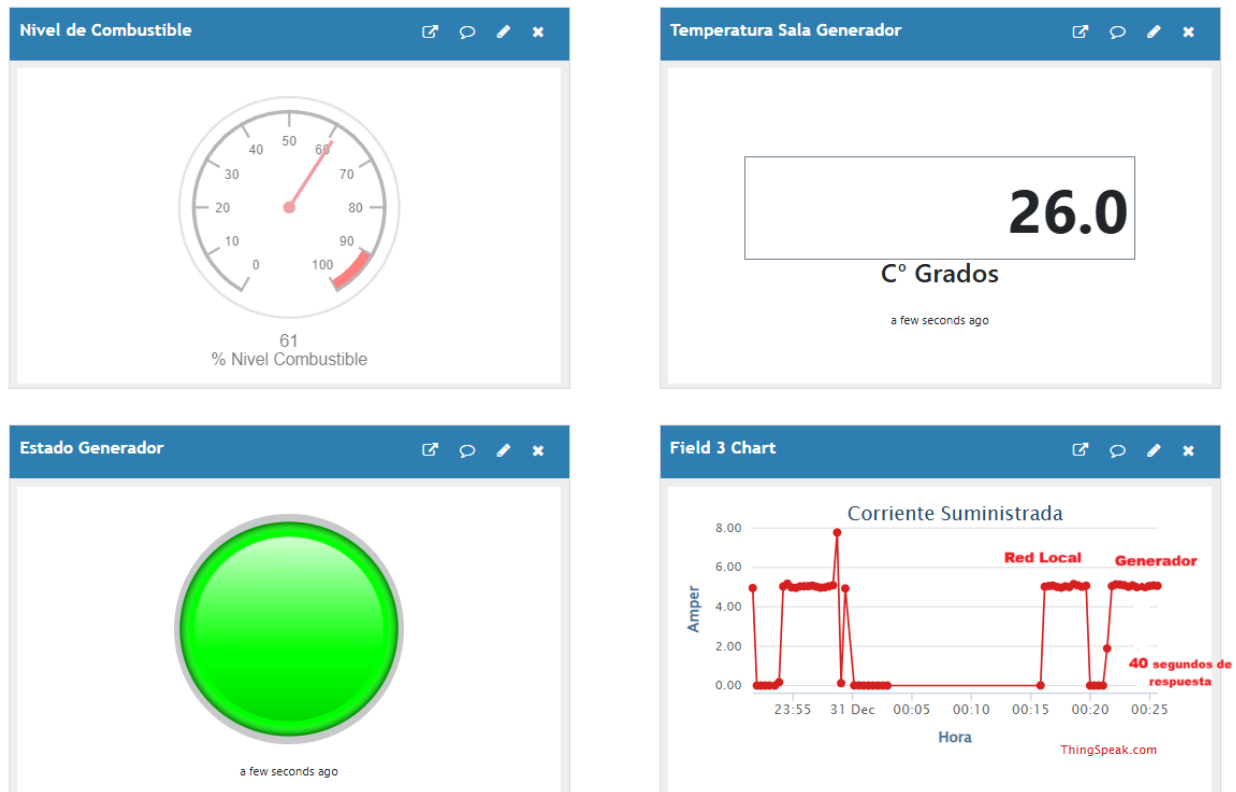 Nivel de Combustible
0
10
20
30
40
50
60
70
80
90
100
61
% Nivel Combustible
Temperatura Sala Generador
26.0
C° Grados
a few seconds ago
Estado Generador
a few seconds ago
Field 3 Chart
Corriente Suministrada
Red Local
Generador
Amper
8.00
6.00
4.00
2.00
0.00
40 segundos de
respuesta
23:55 31 Dec 00:05 00:10 00:15 00:20 00:25
Hora
ThingSpeak.com